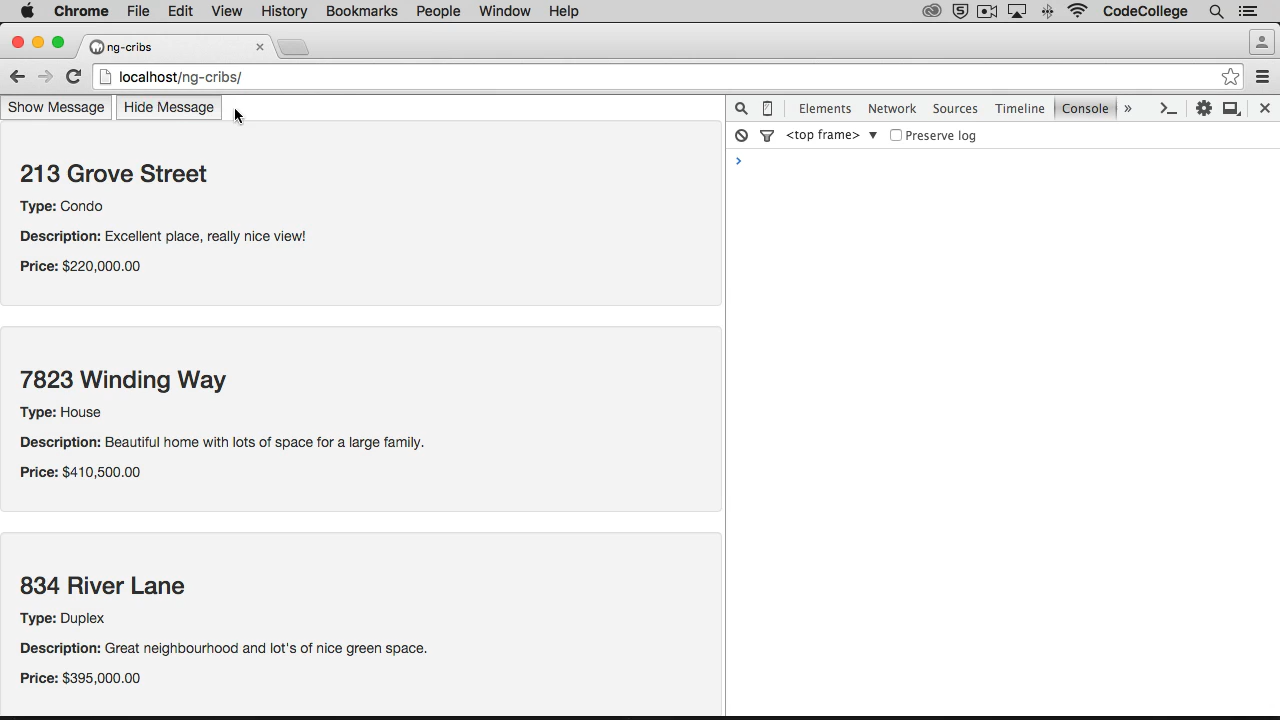 Chrome File Edit View History Bookmarks People Window Help CodeCollege
ng-cribs
localhost/ng-cribs/
Show Message Hide Message
Elements Network Sources Timeline Console »
<top frame> ▼ Preserve log
213 Grove Street
Type: Condo
Description: Excellent place, really nice view!
Price: $220,000.00
7823 Winding Way
Type: House
Description: Beautiful home with lots of space for a large family.
Price: $410,500.00
834 River Lane
Type: Duplex
Description: Great neighbourhood and lot's of nice green space.
Price: $395,000.00